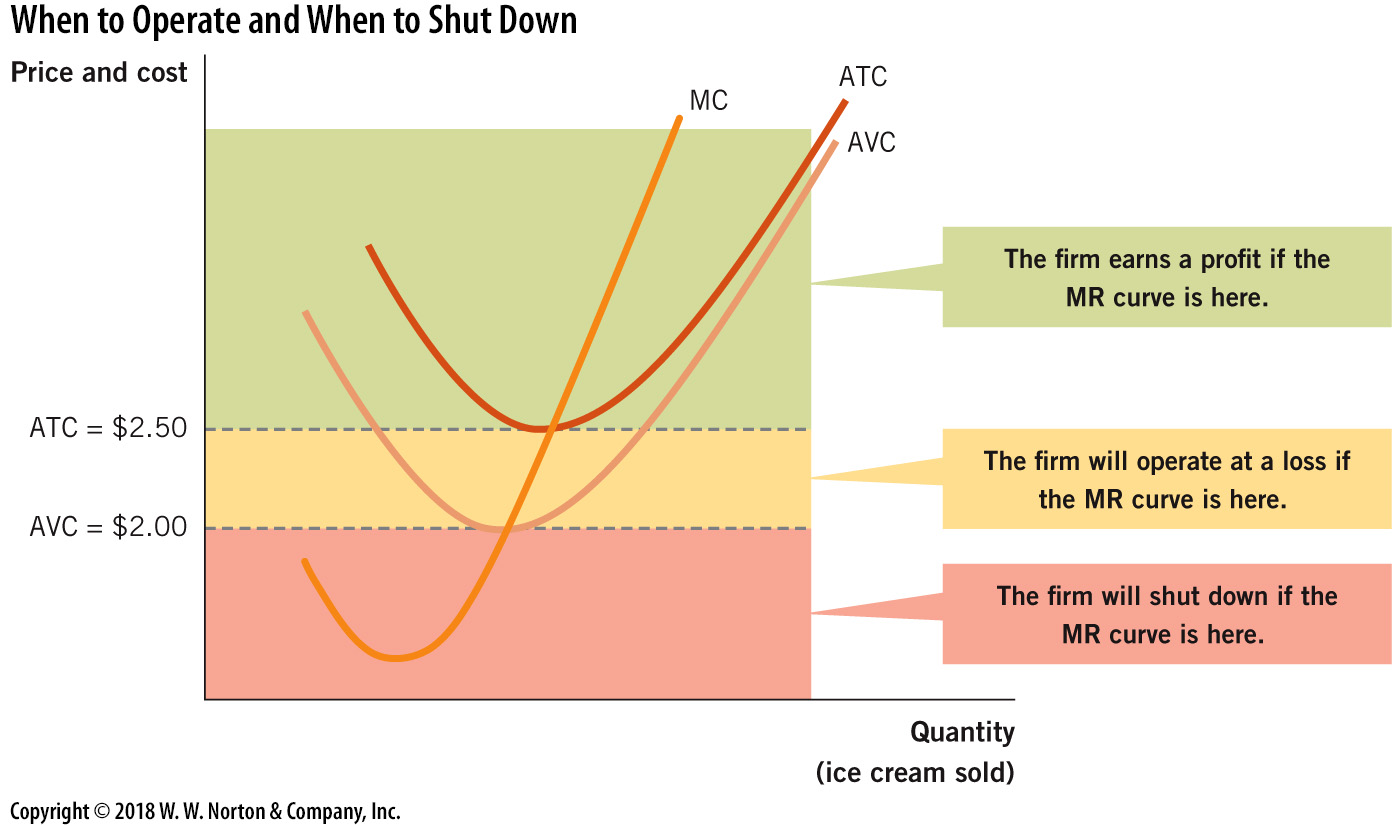 When to Operate and When to Shut Down
Price and cost
MC
ATC
AVC
The firm earns a profit if the
MR curve is here.
ATC = $2.50
The firm will operate at a loss if
the MR curve is here.
AVC = $2.00
The firm will shut down if the
MR curve is here.
Quantity
(ice cream sold)
Copyright © 2018 W. W. Norton & Company, Inc.